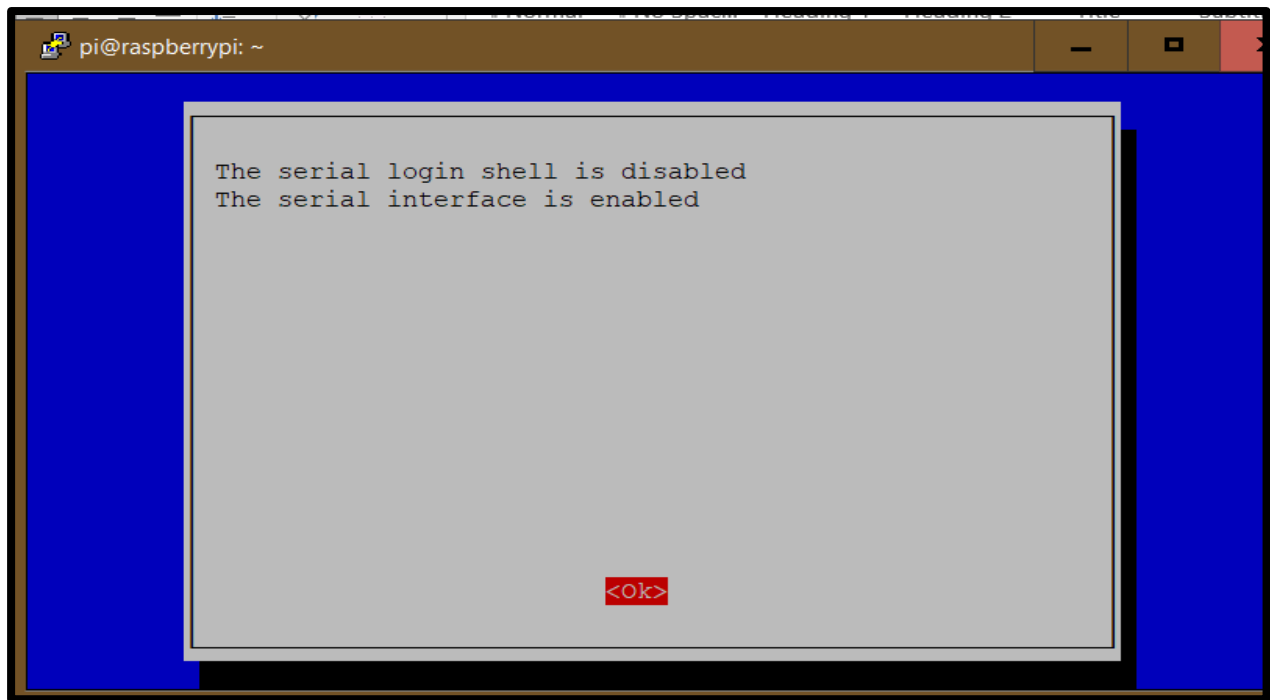 pi@raspberrypi: ~
The serial login shell is disabled
The serial interface is enabled
<Ok>